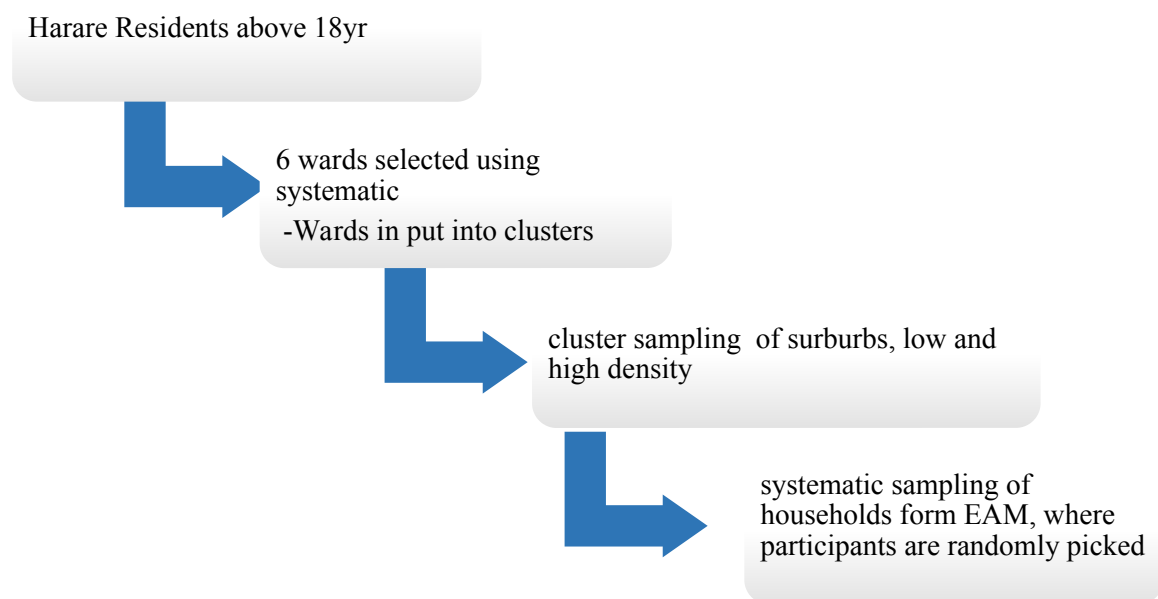 Harare Residents above 18yr
6 wards selected using
systematic
-Wards in put into clusters
cluster sampling of surburbs, low and
high density
systematic sampling of
households form EAM, where
participants are randomly picked